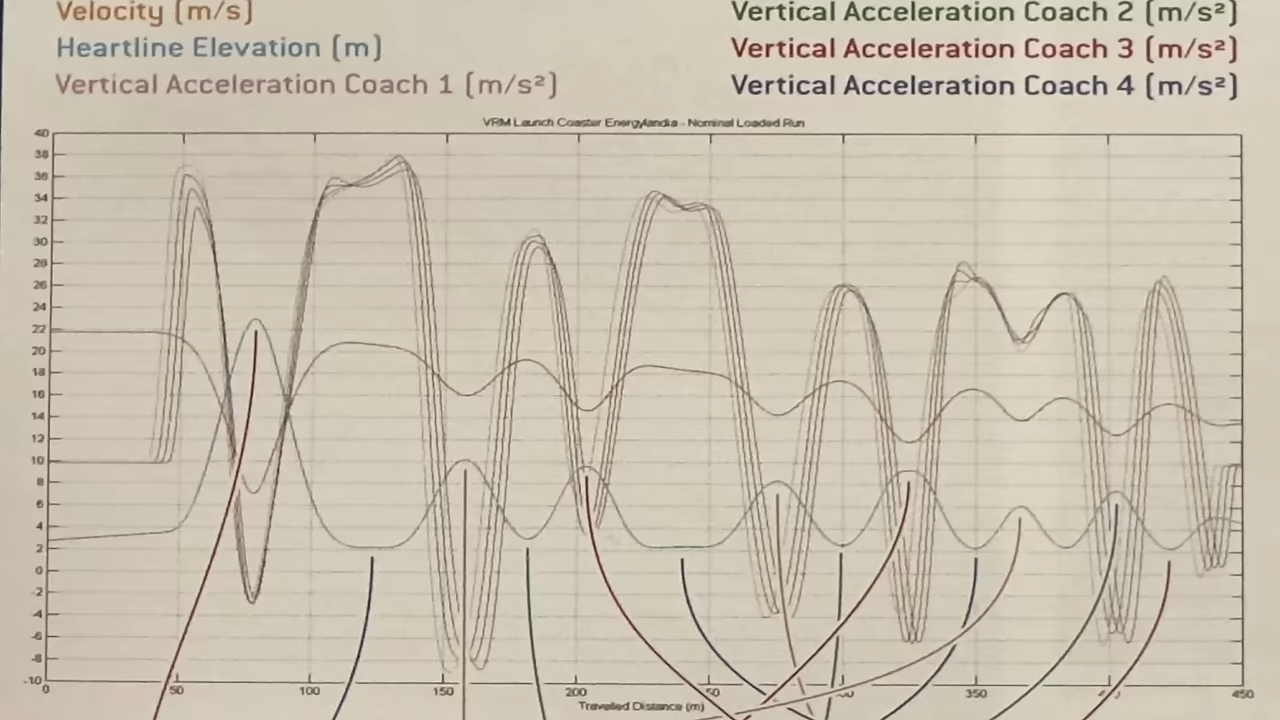 Velocity (m/s)
Heartline Elevation (m)
Vertical Acceleration Coach 1 (m/s²)
Vertical Acceleration Coach 2 (m/s²)
Vertical Acceleration Coach 3 (m/s²)
Vertical Acceleration Coach 4 (m/s²)
VRM Launch Coaster Energylandia - Nominal Loaded Run
40
38
36
34
32
30
28
26
24
22
20
18
16
14
12
10
8
6
4
2
0
-2
-4
-6
-8
-10
0 50 100 150 200 350 450
Travelled Distance (m)